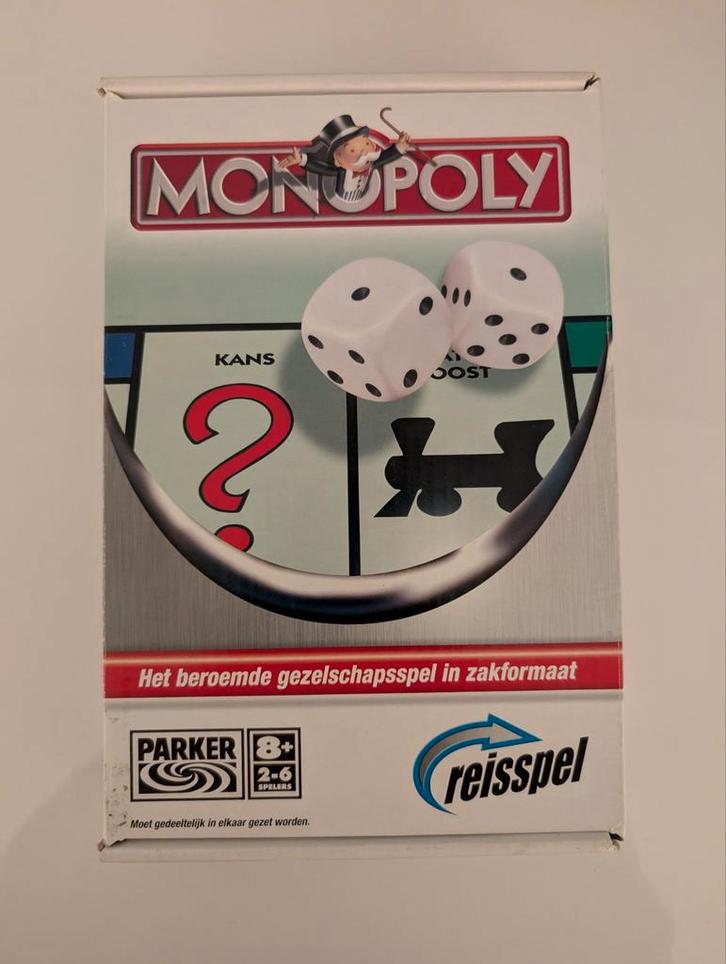 MONOPOLY
KANS
OOST
Het beroemde gezelschapsspel in zakformaat
PARKER
8+
2-6
SPELERS
reisspel
Moet gedeeltelijk in elkaar gezet worden.